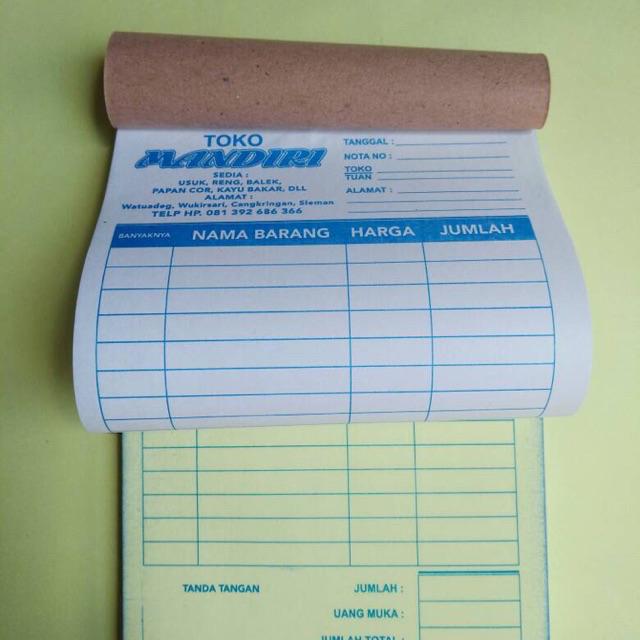 TOKO
MANDIRI
SEDIA :
USUK, RENG, BALEK,
PAPAN COR, KAYU BAKAR, DLL
ALAMAT :
Watuadeg, Wukirsari, Cangkringan, Sleman
TELP HP. 081 392 686 366
TANGGAL :
NOTA NO :
TOKO
TUAN
ALAMAT :
BANYAKNYA NAMA BARANG HARGA JUMLAH
TANDA TANGAN JUMLAH :
UANG MUKA :
JUMLAH TOTAL :